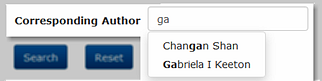 Corresponding Author ga
Changan Shan
Search Reset Gabriela I Keeton